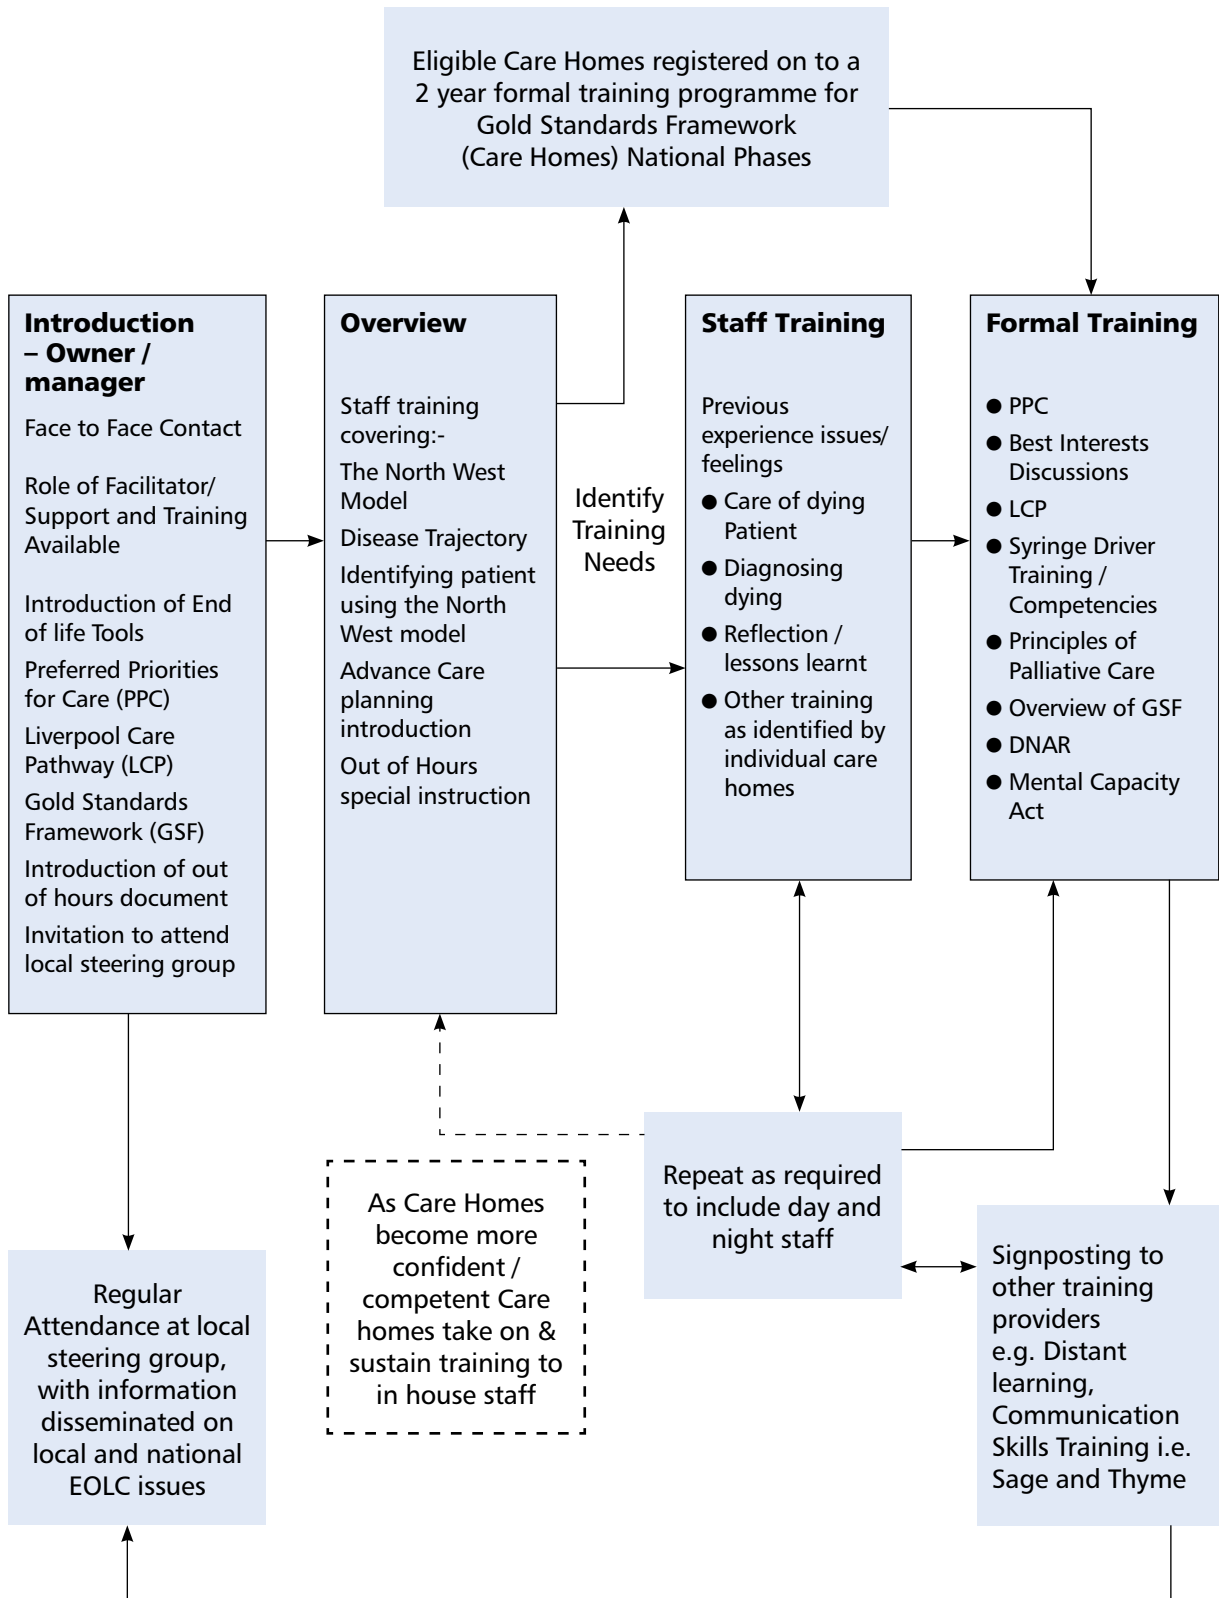 Eligible Care Homes registered on to a
2 year formal training programme for
Gold Standards Framework
(Care Homes) National Phases
Introduction
– Owner /
manager
Face to Face Contact
Role of Facilitator/
Support and Training
Available
Introduction of End
of life Tools
Preferred Priorities
for Care (PPC)
Liverpool Care
Pathway (LCP)
Gold Standards
Framework (GSF)
Introduction of out
of hours document
Invitation to attend
local steering group
Overview
Staff training
covering:-
The North West
Model
Disease Trajectory
Identifying patient
using the North
West model
Advance Care
planning
introduction
Out of Hours
special instruction
Identify
Training
Needs
Staff Training
Previous
experience issues/
feelings
● Care of dying
Patient
● Diagnosing
dying
● Reflection /
lessons learnt
● Other training
as identified by
individual care
homes
Formal Training
● PPC
● Best Interests
Discussions
● LCP
● Syringe Driver
Training /
Competencies
● Principles of
Palliative Care
● Overview of GSF
● DNAR
● Mental Capacity
Act
Regular
Attendance at local
steering group,
with information
disseminated on
local and national
EOLC issues
As Care Homes
become more
confident /
competent Care
homes take on &
sustain training to
in house staff
Repeat as required
to include day and
night staff
Signposting to
other training
providers
e.g. Distant
learning,
Communication
Skills Training i.e.
Sage and Thyme